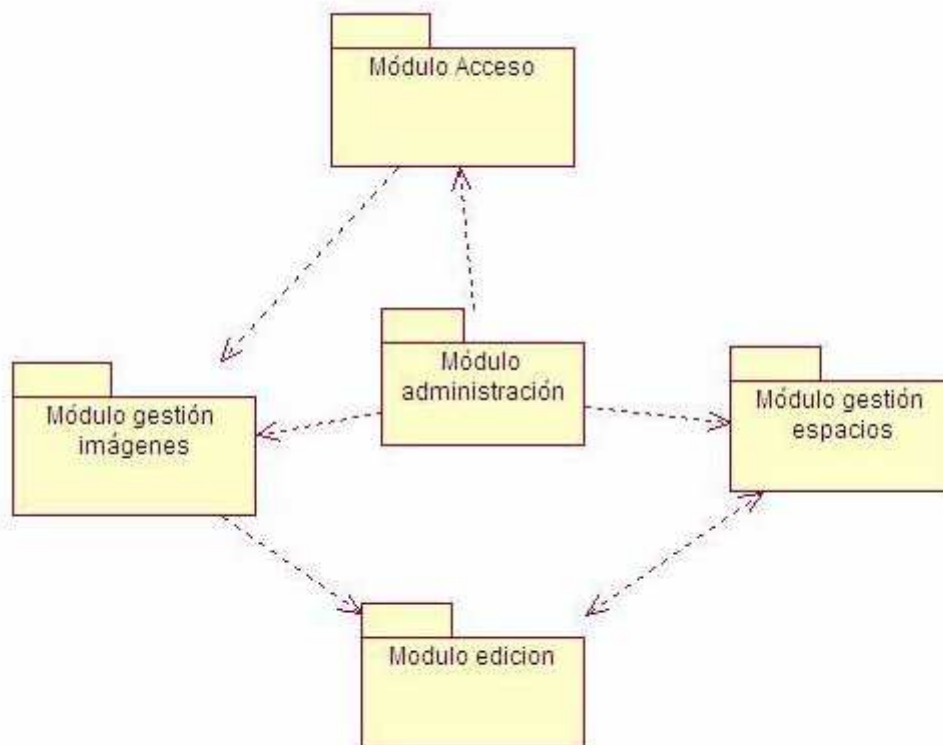 Módulo Acceso
Módulo
administración
Módulo gestión
imágenes
Módulo gestión
espacios
Modulo edicion